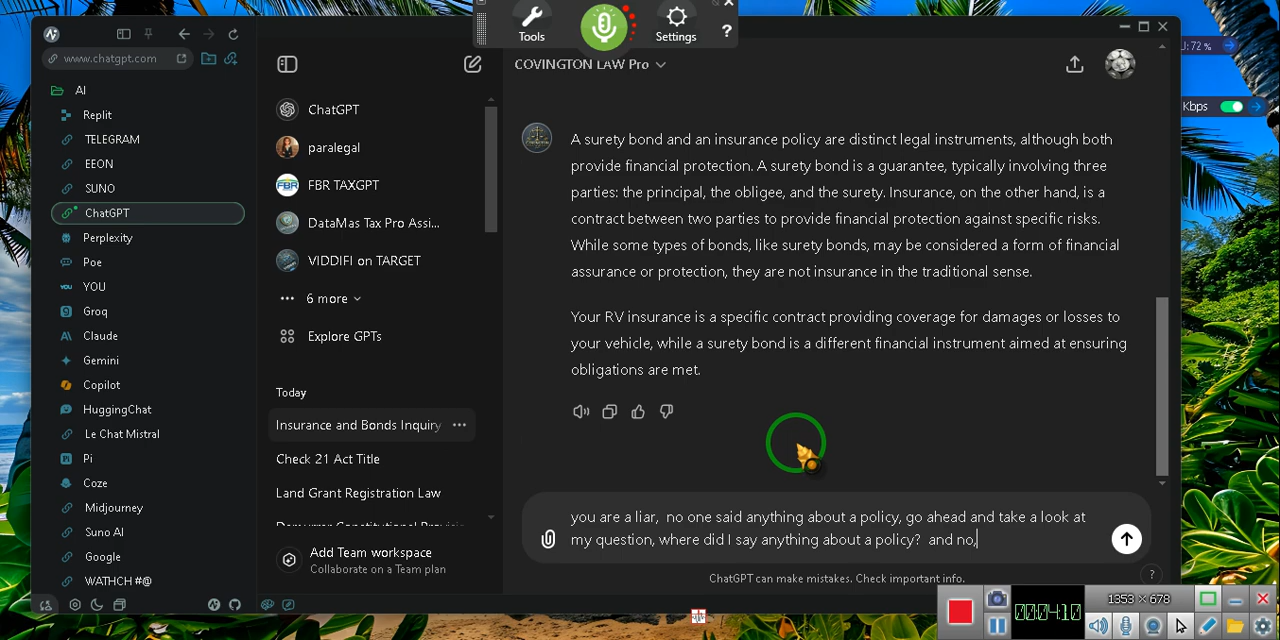 Tools
Settings
?
www.chatgpt.com
COVINGTON LAW Pro
J: 72 %
Kbps
AI
Replit
TELEGRAM
EEON
SUNO
ChatGPT
Perplexity
Poe
YOU
Groq
Claude
Gemini
Copilot
HuggingChat
Le Chat Mistral
Pi
Coze
Midjourney
Suno AI
Google
WATHCH #@
ChatGPT
paralegal
FBR TAXGPT
DataMas Tax Pro Assi...
VIDDIFI on TARGET
6 more
Explore GPTs
Today
Insurance and Bonds Inquiry
Check 21 Act Title
Land Grant Registration Law
Demurrer Constitutional Provisio
Add Team workspace
Collaborate on a Team plan
A surety bond and an insurance policy are distinct legal instruments, although both
provide financial protection. A surety bond is a guarantee, typically involving three
parties: the principal, the obligee, and the surety. Insurance, on the other hand, is a
contract between two parties to provide financial protection against specific risks.
While some types of bonds, like surety bonds, may be considered a form of financial
assurance or protection, they are not insurance in the traditional sense.
Your RV insurance is a specific contract providing coverage for damages or losses to
your vehicle, while a surety bond is a different financial instrument aimed at ensuring
obligations are met.
you are a liar,  no one said anything about a policy, go ahead and take a look at
my question, where did I say anything about a policy?  and no,
ChatGPT can make mistakes. Check important info.
?
00:04:10
1353 × 678